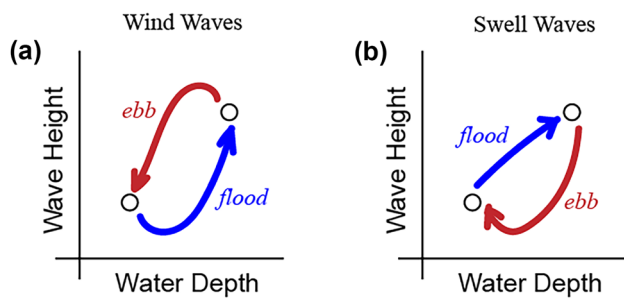 Wind Waves
(a)
ebb
flood
Wave Height
Water Depth
Swell Waves
(b)
flood
ebb
Wave Height
Water Depth